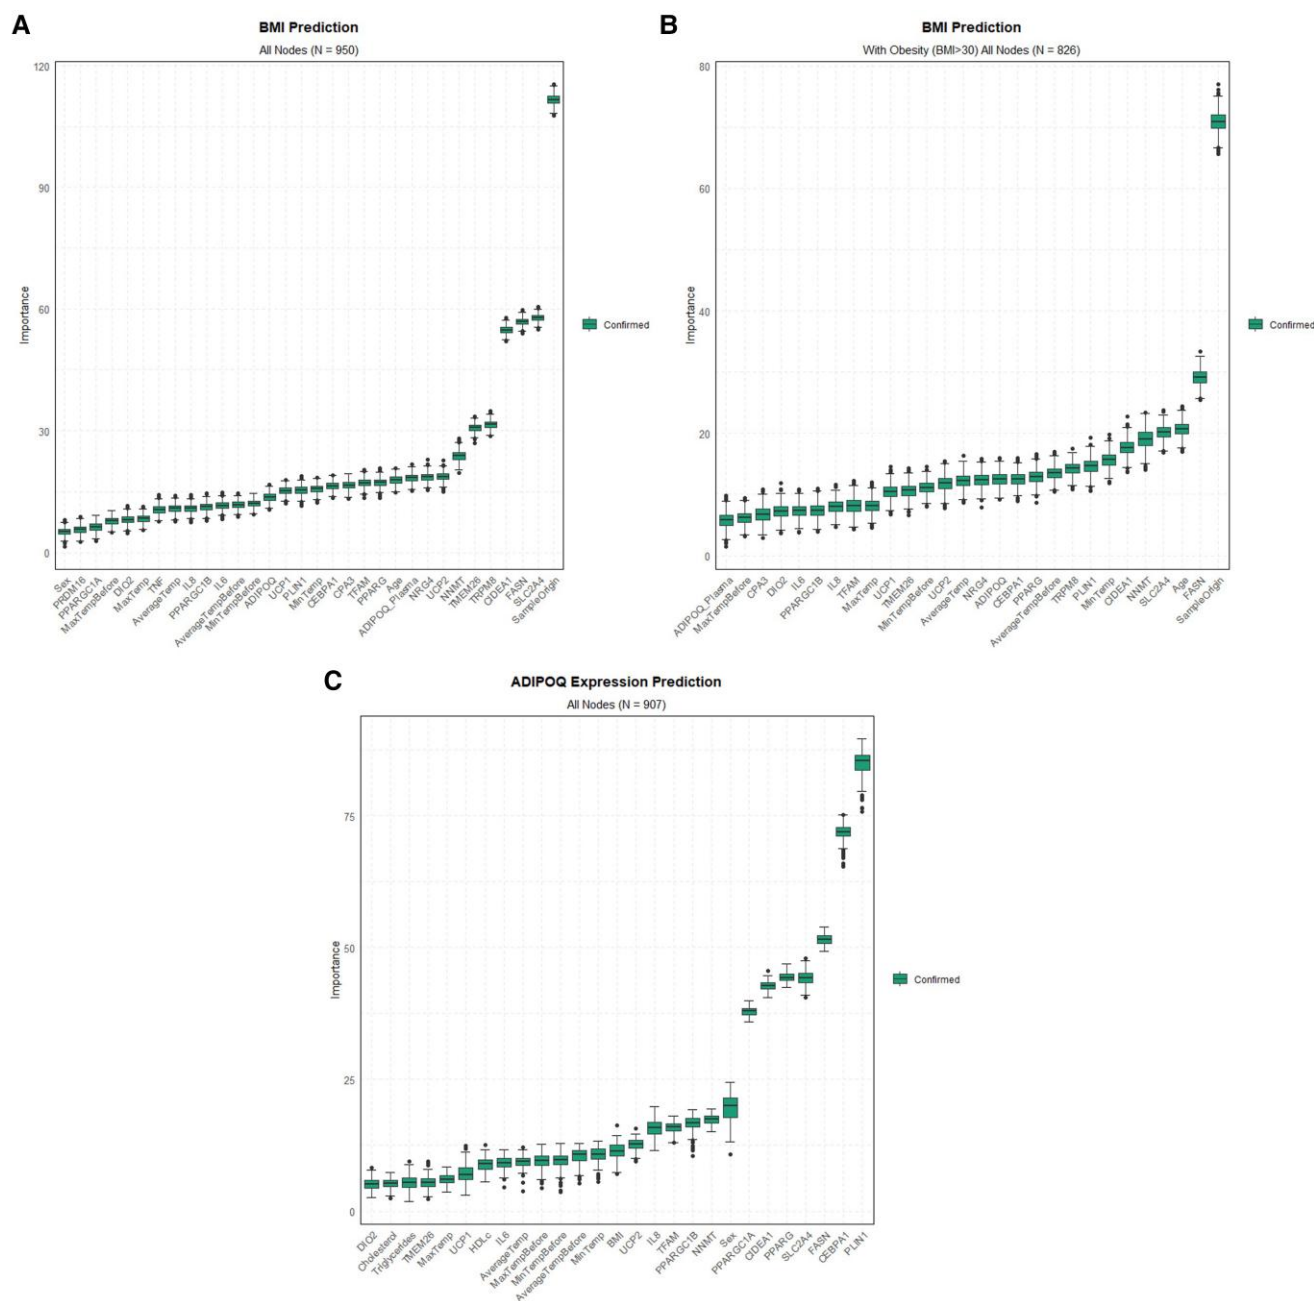 A
BMI Prediction
All Nodes (N = 950)
120
90
60
30
0
Importance
Confirmed
Sex
PRDM16
PPARGC1A
MaxTempBefore
DIO2
MaxTemp
TNF
AverageTemp
IL8
PPARGC1B
IL6
AverageTempBefore
MinTempBefore
ADIPOQ
UCP1
PLIN1
MinTemp
CEBPA1
CPA3
TFAM
PPARG
Age
ADIPOQ_Plasma
NRG4
UCP2
NNMT
TMEM26
TRPM8
CIDEA1
FASN
SLC2A4
SampleOrigin
B
BMI Prediction
With Obesity (BMI>30) All Nodes (N = 826)
80
60
40
20
0
Importance
Confirmed
ADIPOQ_Plasma
MaxTempBefore
CPA3
DIO2
IL6
PPARGC1B
IL8
TFAM
MaxTemp
UCP1
TMEM26
MinTempBefore
UCP2
AverageTemp
NRG4
ADIPOQ
CEBPA1
PPARG
AverageTempBefore
TRPM8
PLIN1
MinTemp
CIDEA1
NNMT
SLC2A4
Age
FASN
SampleOrigin
C
ADIPOQ Expression Prediction
All Nodes (N = 907)
75
50
25
0
Importance
Confirmed
DIO2
Cholesterol
Triglycerides
TMEM26
MaxTemp
UCP1
HDLc
IL6
AverageTemp
MaxTempBefore
MinTempBefore
AverageTempBefore
MinTemp
BMI
UCP2
IL8
TFAM
PPARGC1B
NNMT
Sex
PPARGC1A
CIDEA1
PPARG
SLC2A4
FASN
CEBPA1
PLIN1